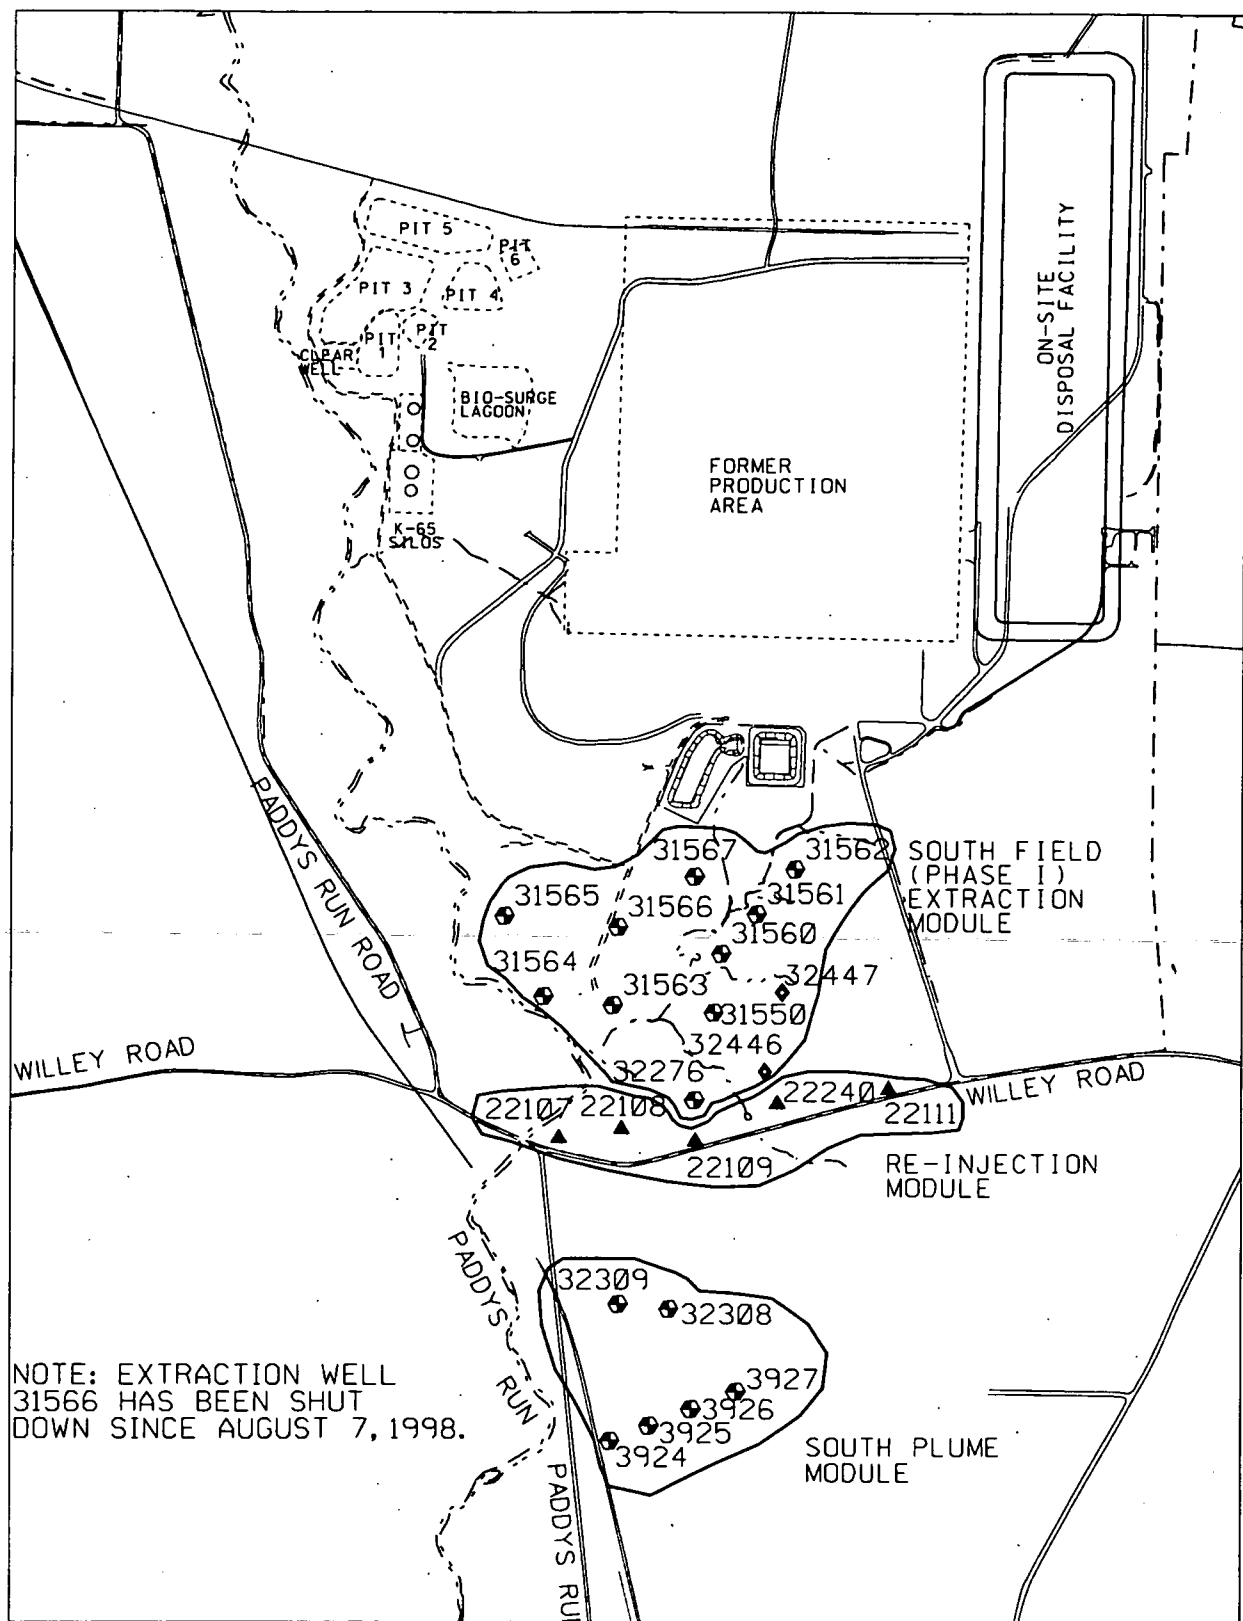 PIT 5
PIT
6
PIT 3
PIT 4
PIT
1
PIT
2
CLEAR
WELL
BIO-SURGE
LAGOON
K-65
SILOS
FORMER
PRODUCTION
AREA
ON-SITE
DISPOSAL FACILITY
PADDYS RUN ROAD
31567
31562
SOUTH FIELD
(PHASE I)
EXTRACTION
MODULE
31565
31566
31561
31560
31564
31563
32447
31550
32446
32276
WILLEY ROAD
WILLEY ROAD
22107
22108
22240
22111
22109
RE-INJECTION
MODULE
PADDYS
RUN
32309
32308
3927
3926
3925
3924
SOUTH PLUME
MODULE
NOTE: EXTRACTION WELL
31566 HAS BEEN SHUT
DOWN SINCE AUGUST 7,1998.
PADDYS RU